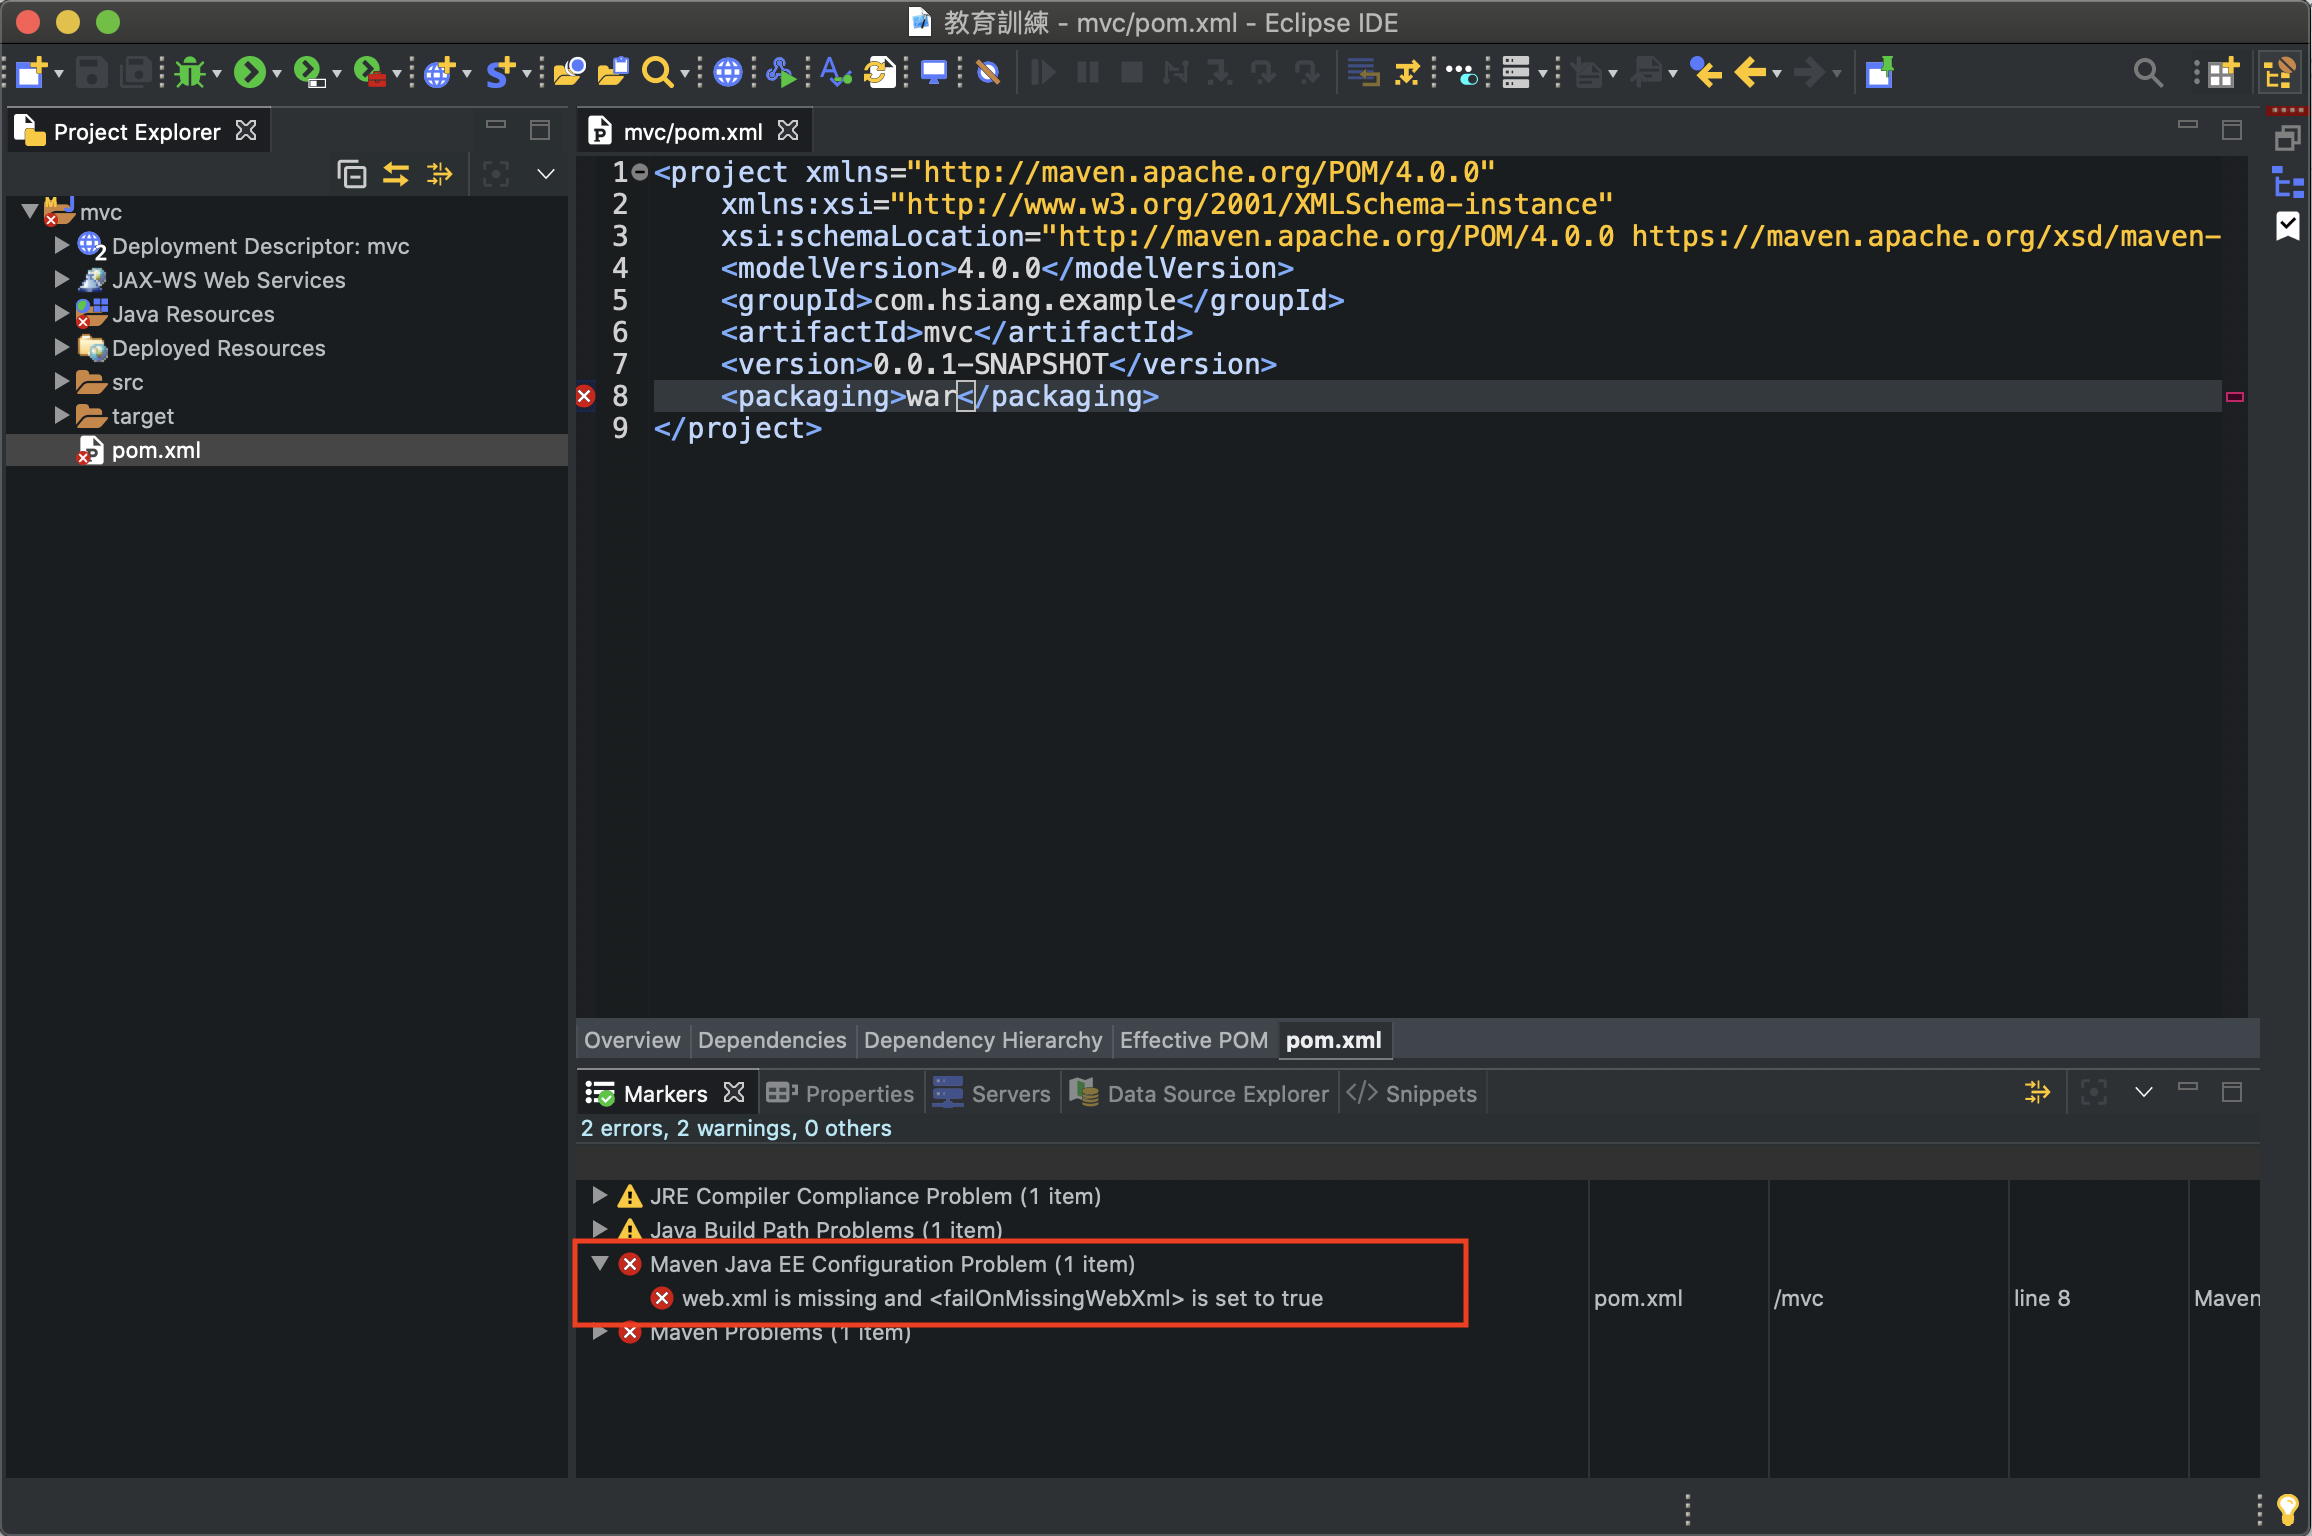 教育訓練 - mvc/pom.xml - Eclipse IDE
Project Explorer
mvc
Deployment Descriptor: mvc
JAX-WS Web Services
Java Resources
Deployed Resources
src
target
pom.xml
mvc/pom.xml
1 <project xmlns="http://maven.apache.org/POM/4.0.0"
2 xmlns:xsi="http://www.w3.org/2001/XMLSchema-instance"
3 xsi:schemaLocation="http://maven.apache.org/POM/4.0.0 https://maven.apache.org/xsd/maven-
4 <modelVersion>4.0.0</modelVersion>
5 <groupId>com.hsiang.example</groupId>
6 <artifactId>mvc</artifactId>
7 <version>0.0.1-SNAPSHOT</version>
8 <packaging>war</packaging>
9 </project>
Overview Dependencies Dependency Hierarchy Effective POM pom.xml
Markers Properties Servers Data Source Explorer Snippets
2 errors, 2 warnings, 0 others
JRE Compiler Compliance Problem (1 item)
Java Build Path Problems (1 item)
Maven Java EE Configuration Problem (1 item)
web.xml is missing and <failOnMissingWebXml> is set to true pom.xml /mvc line 8 Maven
Maven Problems (1 item)